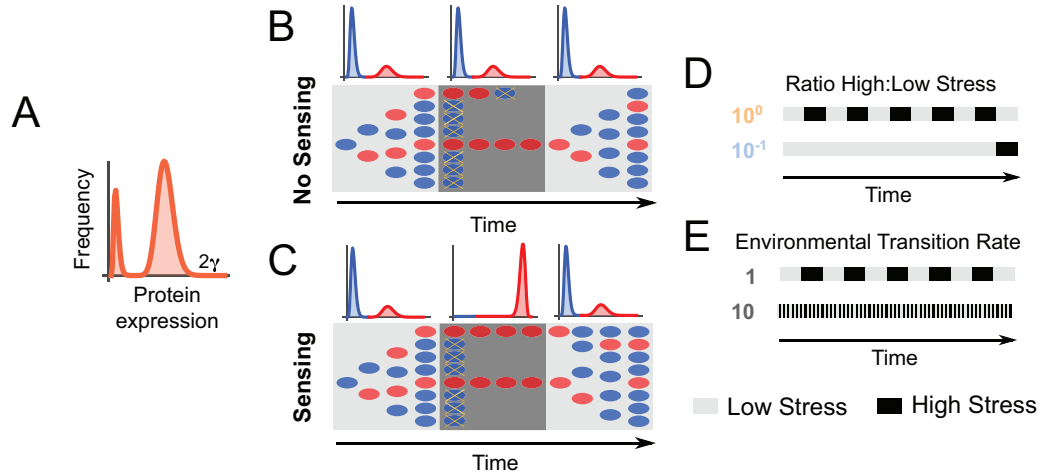 A
Frequency
2γ
Protein
expression
B
No Sensing
Time
C
Sensing
Time
D
Ratio High:Low Stress
10⁰
10⁻¹
Time
E
Environmental Transition Rate
1
10
Time
Low Stress
High Stress